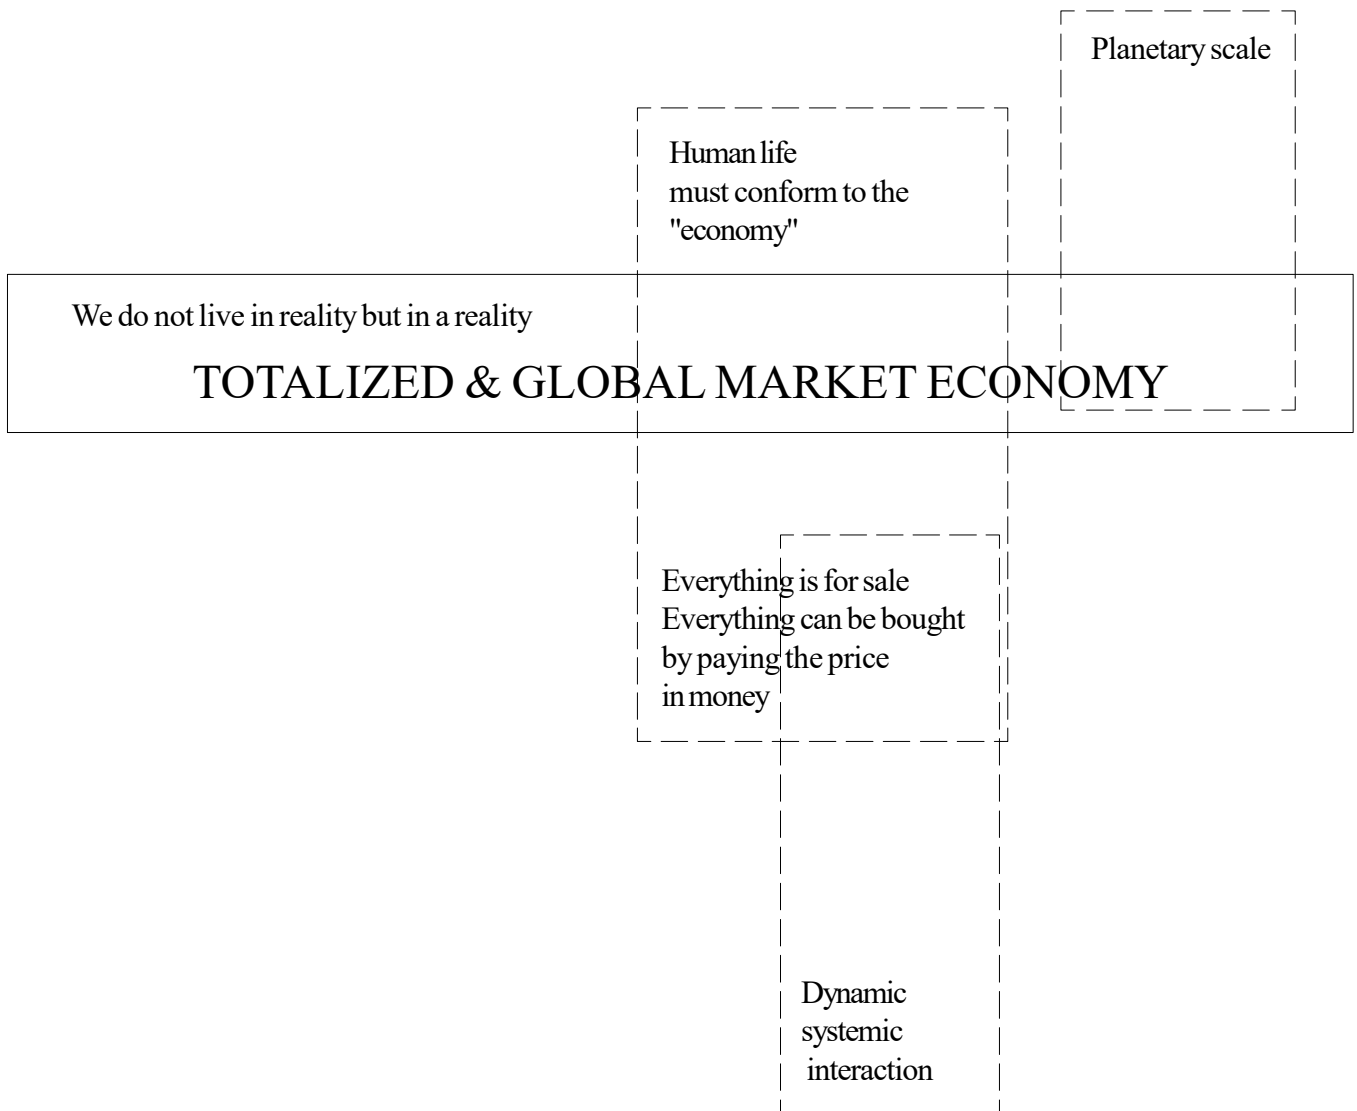 Planetary scale
Human life
must conform to the
"economy"
We do not live in reality but in a reality
TOTALIZED & GLOBAL MARKET ECONOMY
Everything is for sale
Everything can be bought
by paying the price
in money
Dynamic
systemic
interaction